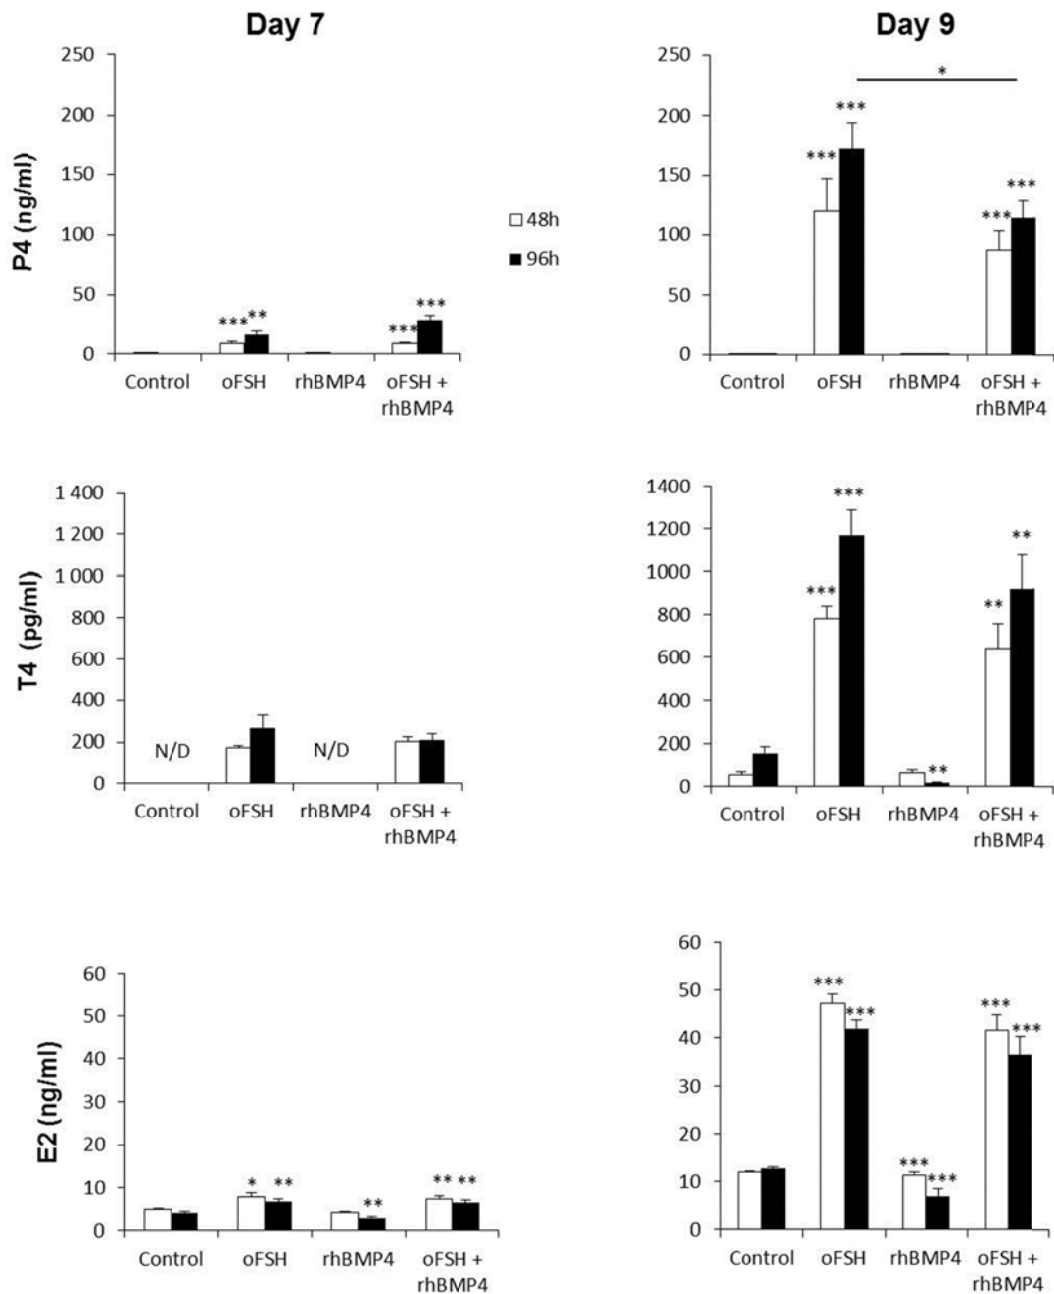 Day 7
Day 9
P4 (ng/ml)
250
200
150
100
50
0
*** **
***
***
Control
oFSH
rhBMP4
oFSH +
rhBMP4
48h
96h
250
200
150
100
50
0
*
***
***
***
***
Control
oFSH
rhBMP4
oFSH +
rhBMP4
T4 (pg/ml)
1 400
1 200
1 000
800
600
400
200
0
N/D
N/D
Control
oFSH
rhBMP4
oFSH +
rhBMP4
1400
1200
1000
800
600
400
200
0
***
***
**
**
**
Control
oFSH
rhBMP4
oFSH +
rhBMP4
E2 (ng/ml)
60
50
40
30
20
10
0
* **
**
** **
Control
oFSH
rhBMP4
oFSH +
rhBMP4
60
50
40
30
20
10
0
***
***
***
***
***
***
Control
oFSH
rhBMP4
oFSH +
rhBMP4